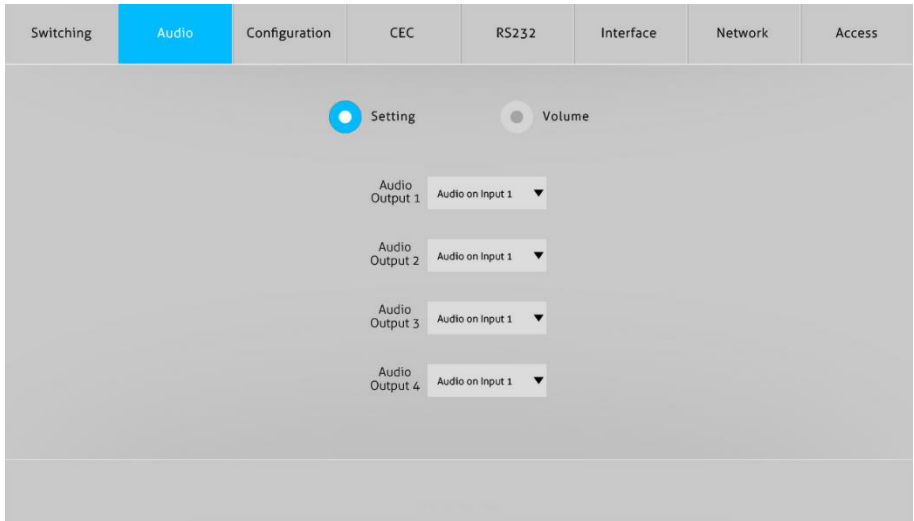 Switching Audio Configuration CEC RS232 Interface Network Access
Setting Volume
Audio
Output 1 Audio on Input 1
Audio
Output 2 Audio on Input 1
Audio
Output 3 Audio on Input 1
Audio
Output 4 Audio on Input 1